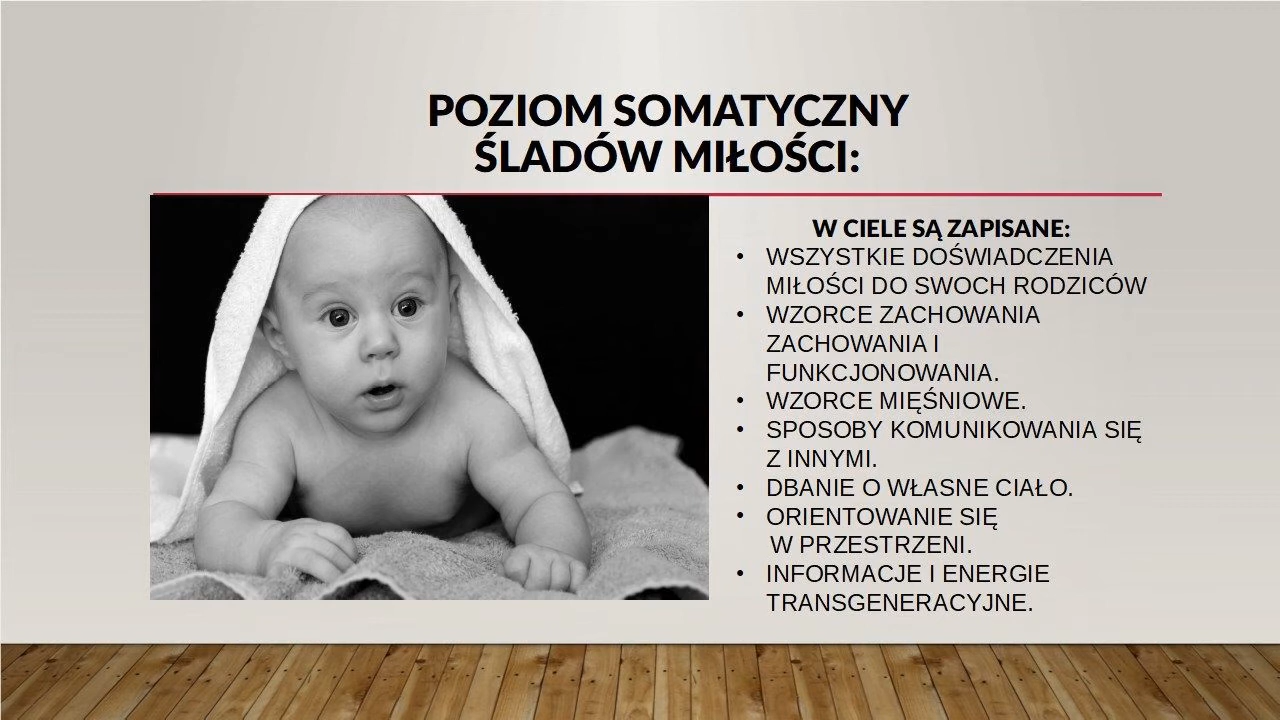 POZIOM SOMATYCZNY
ŚLADÓW MIŁOŚCI:
W CIELE SĄ ZAPISANE:
• WSZYSTKIE DOŚWIADCZENIA
MIŁOŚCI DO SWOCH RODZICÓW
• WZORCE ZACHOWANIA
ZACHOWANIA I
FUNKCJONOWANIA.
• WZORCE MIĘŚNIOWE.
• SPOSOBY KOMUNIKOWANIA SIĘ
Z INNYMI.
• DBANIE O WŁASNE CIAŁO.
• ORIENTOWANIE SIĘ
W PRZESTRZENI.
• INFORMACJE I ENERGIE
TRANSGENERACYJNE.